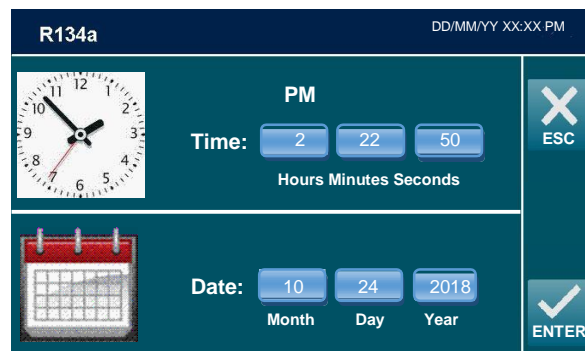 R134a
DD/MM/YY XX:XX PM
12
11 1
10 2
9 3
8 4
7 5
6
PM
Time: 2 22 50
Hours Minutes Seconds
ESC
Date: 10 24 2018
Month Day Year
ENTER